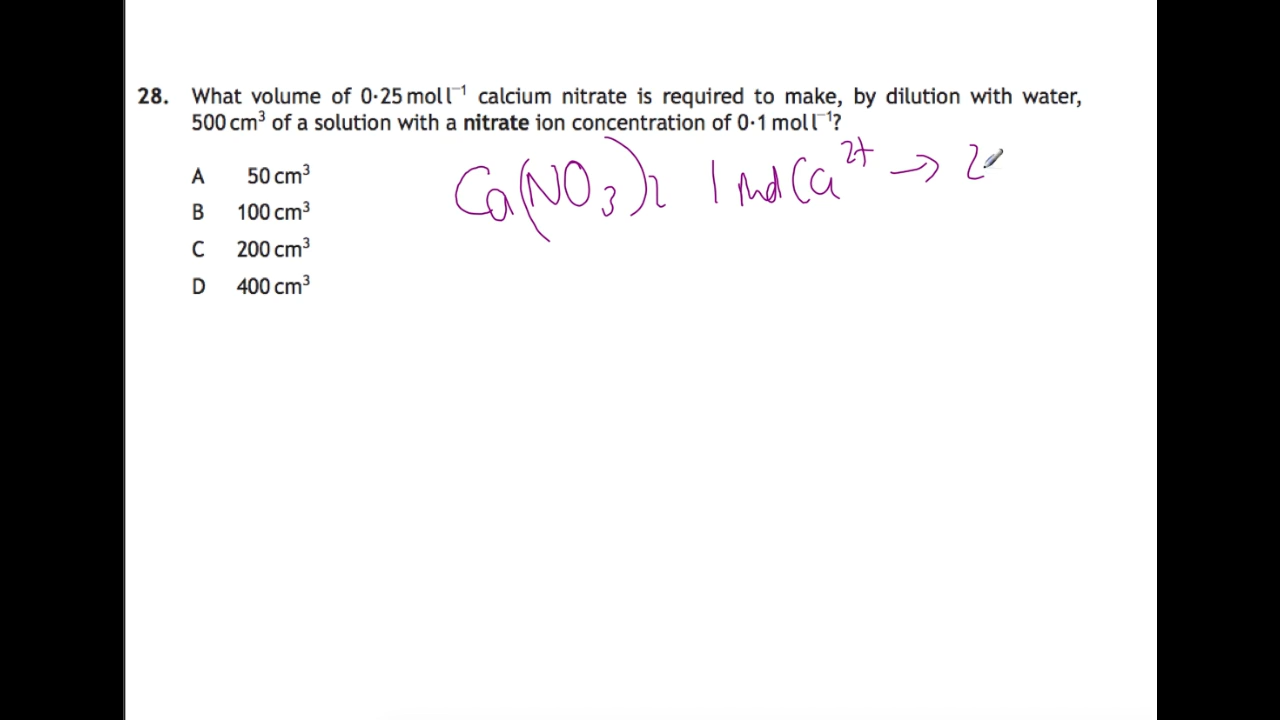 28. What volume of 0·25 mol l⁻¹ calcium nitrate is required to make, by dilution with water,
500 cm³ of a solution with a nitrate ion concentration of 0·1 mol l⁻¹?
Ca(NO₃)₂ 1 mol Ca²⁺ → 2
A 50 cm³
B 100 cm³
C 200 cm³
D 400 cm³